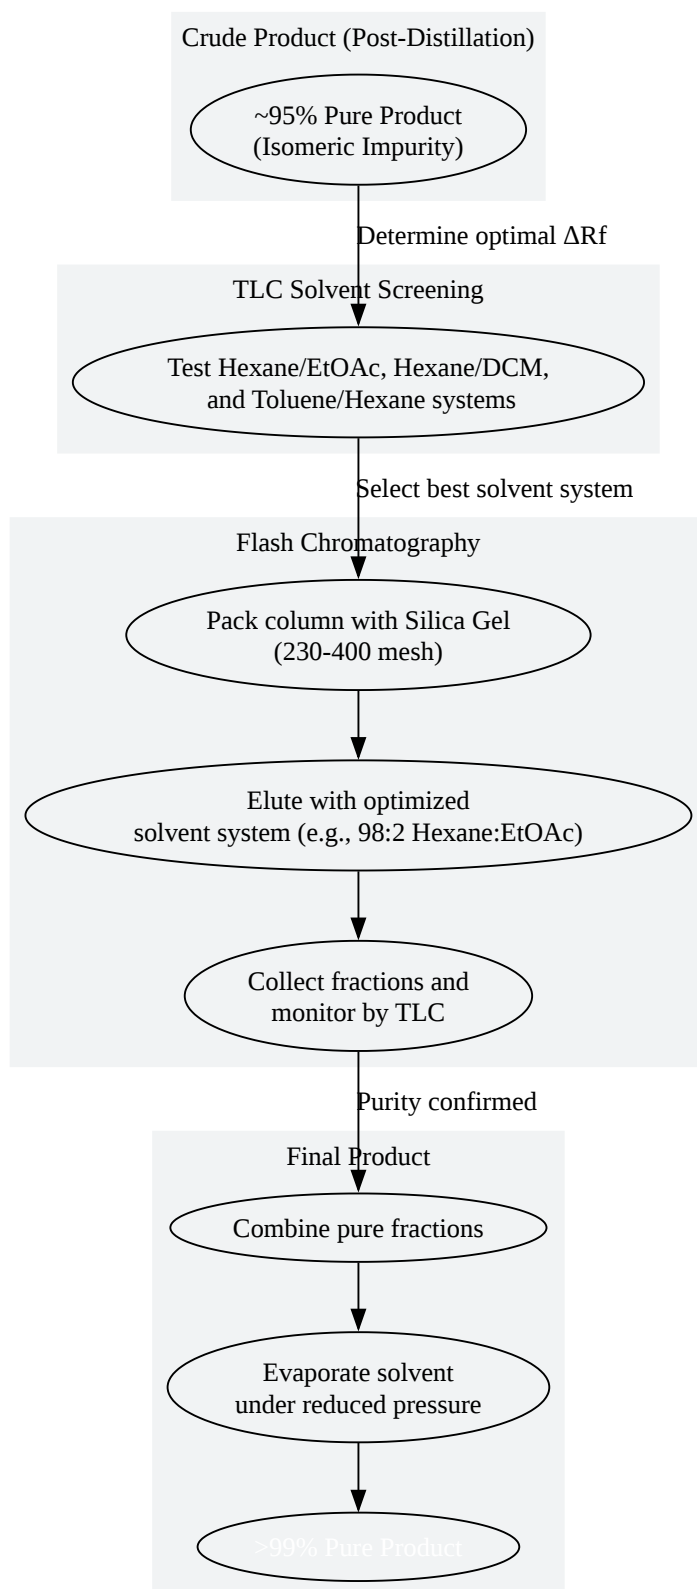 Crude Product (Post-Distillation)
~95% Pure Product
(Isomeric Impurity)
Determine optimal ΔRf
TLC Solvent Screening
Test Hexane/EtOAc, Hexane/DCM,
and Toluene/Hexane systems
Select best solvent system
Flash Chromatography
Pack column with Silica Gel
(230-400 mesh)
Elute with optimized
solvent system (e.g., 98:2 Hexane:EtOAc)
Collect fractions and
monitor by TLC
Purity confirmed
Final Product
Combine pure fractions
Evaporate solvent
under reduced pressure
>99% Pure Product